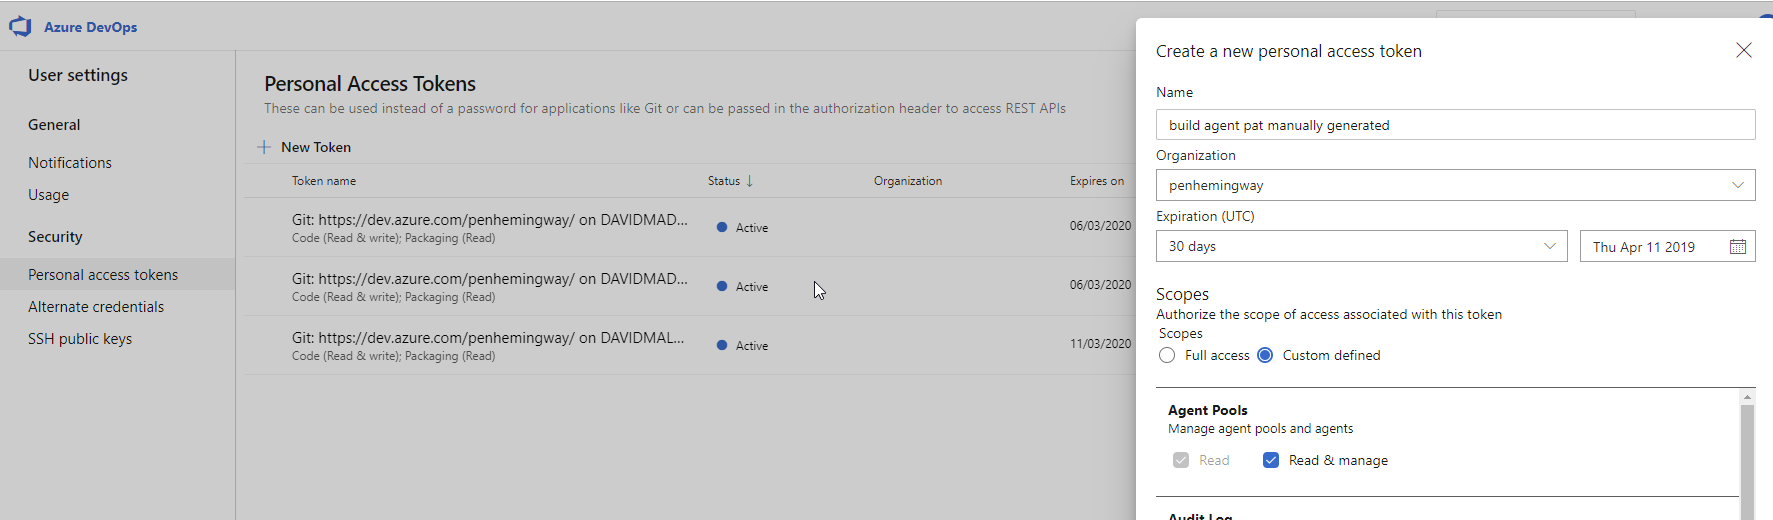 Azure DevOps
User settings
General
Notifications
Usage
Security
Personal access tokens
Alternate credentials
SSH public keys
Personal Access Tokens
These can be used instead of a password for applications like Git or can be passed in the authorization header to access REST APIs
+ New Token
Token name Status ↓ Organization Expires on
Git: https://dev.azure.com/penhemingway/ on DAVIDMAD... Active 06/03/2020
Code (Read & write); Packaging (Read)
Git: https://dev.azure.com/penhemingway/ on DAVIDMAD... Active 06/03/2020
Code (Read & write); Packaging (Read)
Git: https://dev.azure.com/penhemingway/ on DAVIDMAL... Active 11/03/2020
Code (Read & write); Packaging (Read)
Create a new personal access token
Name
build agent pat manually generated
Organization
penhemingway
Expiration (UTC)
30 days Thu Apr 11 2019
Scopes
Authorize the scope of access associated with this token
Scopes
Full access Custom defined
Agent Pools
Manage agent pools and agents
Read Read & manage
Audit Log